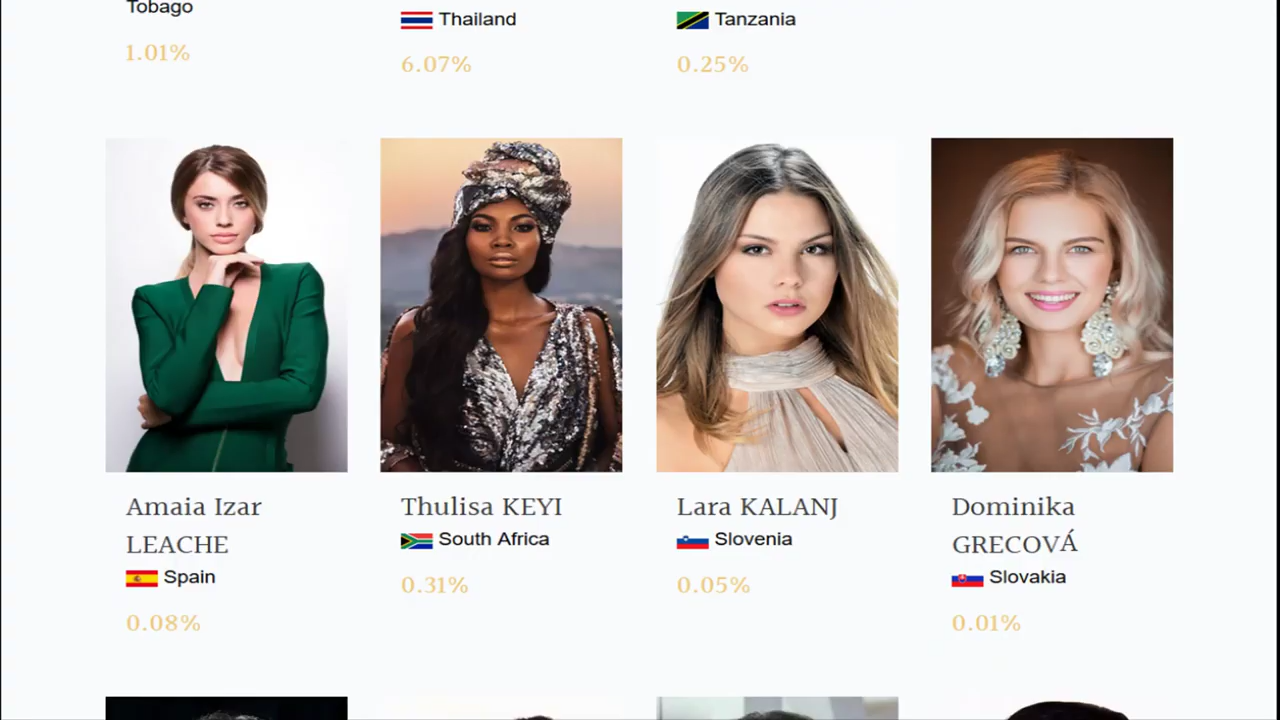 Tobago
Thailand
Tanzania
1.01%
6.07%
0.25%
Amaia Izar
LEACHE
Spain
0.08%
Thulisa KEYI
South Africa
0.31%
Lara KALANJ
Slovenia
0.05%
Dominika
GRECOVÁ
Slovakia
0.01%